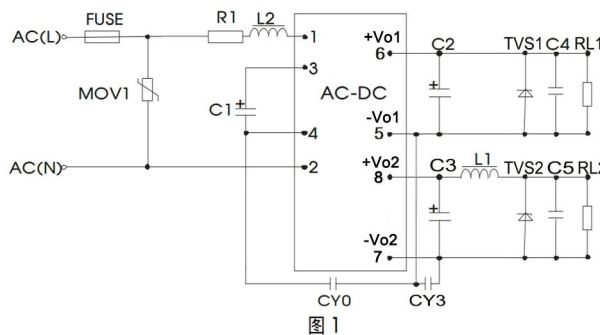 FUSE R1 L2
AC(L) 1 +Vo1 C2 TVS1 C4 RL1
6
3
MOV1 AC-DC
C1 +
+
4 -Vo1
5
AC(N) 2 +Vo2 C3 L1 TVS2 C5 RL2
8
+
-Vo2
7
CY0 CY3
图1